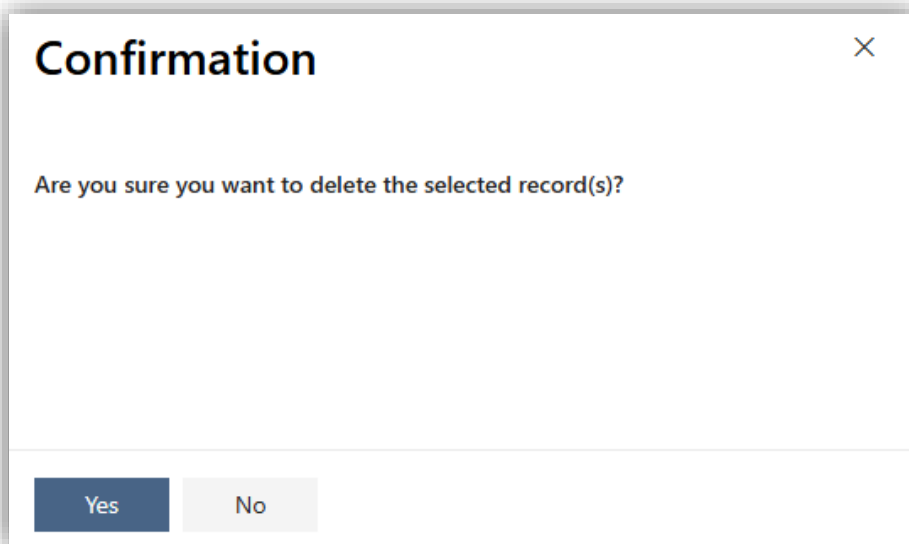 Confirmation
Are you sure you want to delete the selected record(s)?
Yes
No